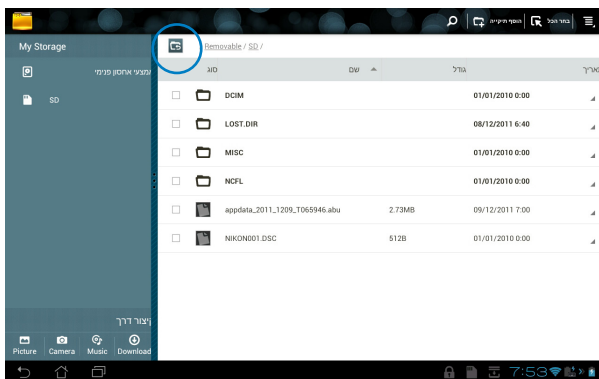 בחר הכל
הוסף תיקייה
My Storage
Removable / SD /
אמצעי אחסון פנימי
SD
סוג
שם
גודל
תאריך
DCIM 01/01/2010 0:00
LOST.DIR 08/12/2011 6:40
MISC 01/01/2010 0:00
NCFL 01/01/2010 0:00
appdata_2011_1209_T065946.abu 2.73MB 09/12/2011 7:00
NIKON001.DSC 512B 01/01/2010 0:00
קיצור דרך
Picture Camera Music Download
7:53